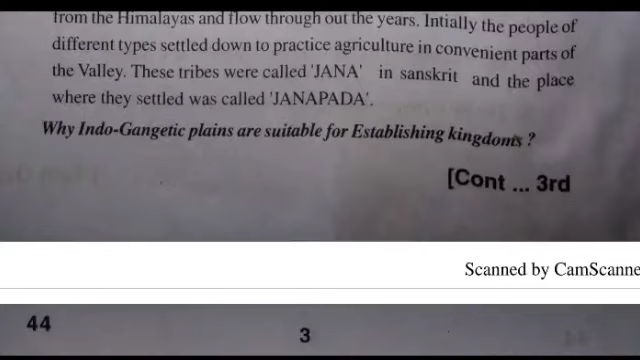 from the Himalayas and flow through out the years. Intially the people of
different types settled down to practice agriculture in convenient parts of
the Valley. These tribes were called 'JANA' in sanskrit and the place
where they settled was called 'JANAPADA'.
Why Indo-Gangetic plains are suitable for Establishing kingdoms ?
[Cont ... 3rd
Scanned by CamScanne
44
3